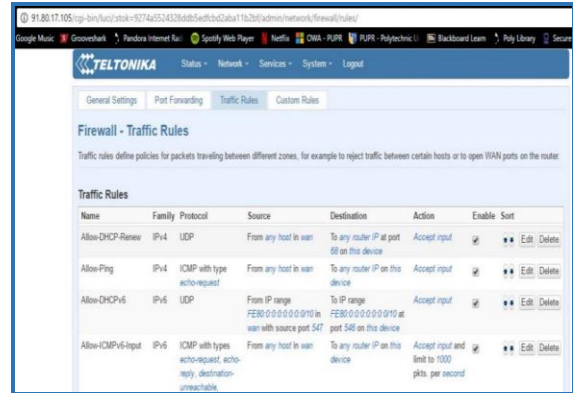 91.80.17.105/cgi-bin/luci/;stok=9274a5524328ddb5edfcbd2aba11b2bf/admin/network/firewall/rules/
Google Music Grooveshark Pandora Internet Rad Spotify Web Player Netflix OWA - PUPR PUPR - Polytechnic U Blackboard Learn Poly Library Secure
TELTONIKA Status Network Services System Logout
General Settings Port Forwarding Traffic Rules Custom Rules
Firewall - Traffic Rules
Traffic rules define policies for packets traveling between different zones, for example to reject traffic between certain hosts or to open WAN ports on the router.
Traffic Rules
Name Family Protocol Source Destination Action Enable Sort
Allow-DHCP-Renew IPv4 UDP From any host in wan To any router IP at port Accept input Edit Delete
68 on this device
Allow-Ping IPv4 ICMP with type From any host in wan To any router IP on this Accept input Edit Delete
echo-request device
Allow-DHCPv6 IPv6 UDP From IP range To IP range Accept input Edit Delete
FE80:0:0:0:0:0:0:0/10 in FE80:0:0:0:0:0:0:0/10 at
wan with source port 547 port 546 on this device
Allow-ICMPv6-Input IPv6 ICMP with types From any host in wan To any router IP on this Accept input and Edit Delete
echo-request, echo- device limit to 1000
reply, destination- pkts. per second
unreachable,